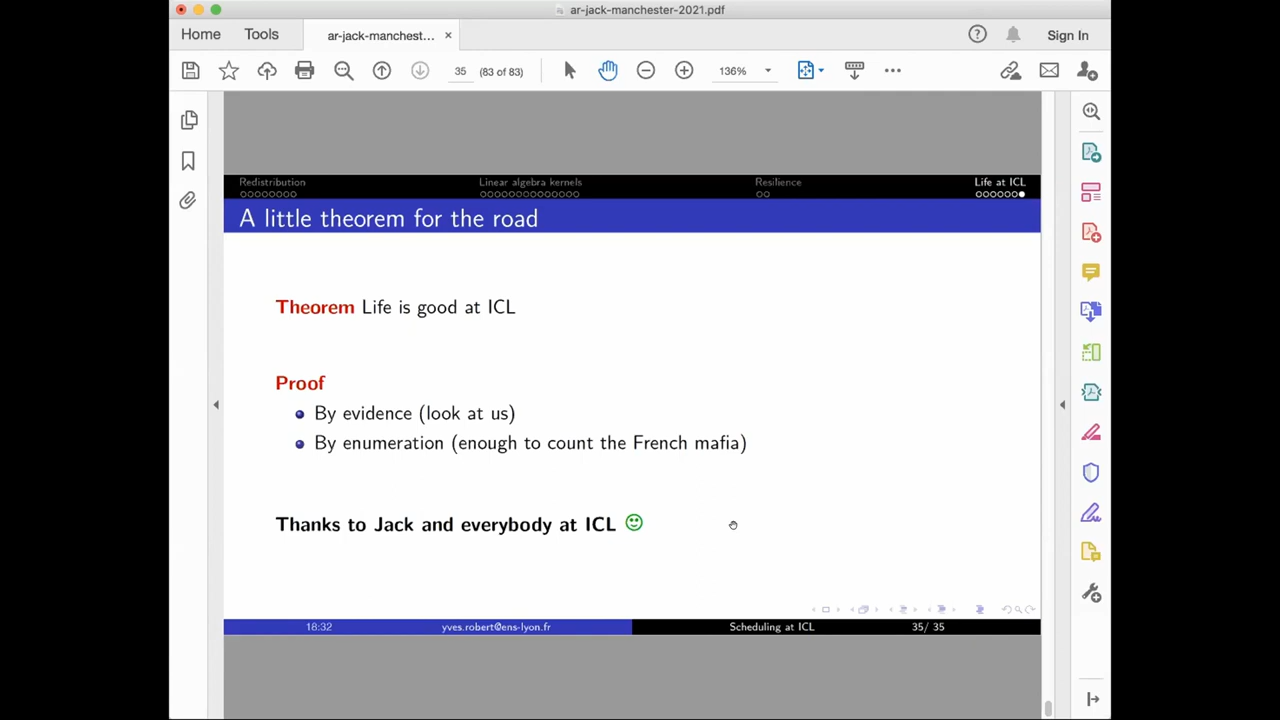 ar-jack-manchester-2021.pdf
Home Tools ar-jack-manchest... × Sign In
35 (83 of 83) 136%
Redistribution Linear algebra kernels Resilience Life at ICL
A little theorem for the road
Theorem Life is good at ICL
Proof
By evidence (look at us)
By enumeration (enough to count the French mafia)
Thanks to Jack and everybody at ICL
18:32 yves.robert@ens-lyon.fr Scheduling at ICL 35/ 35